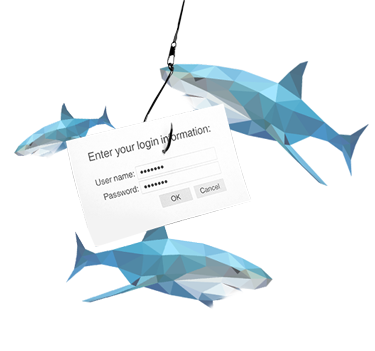 Enter your login information:
User name: •••••••
Password: •••••••
OK Cancel